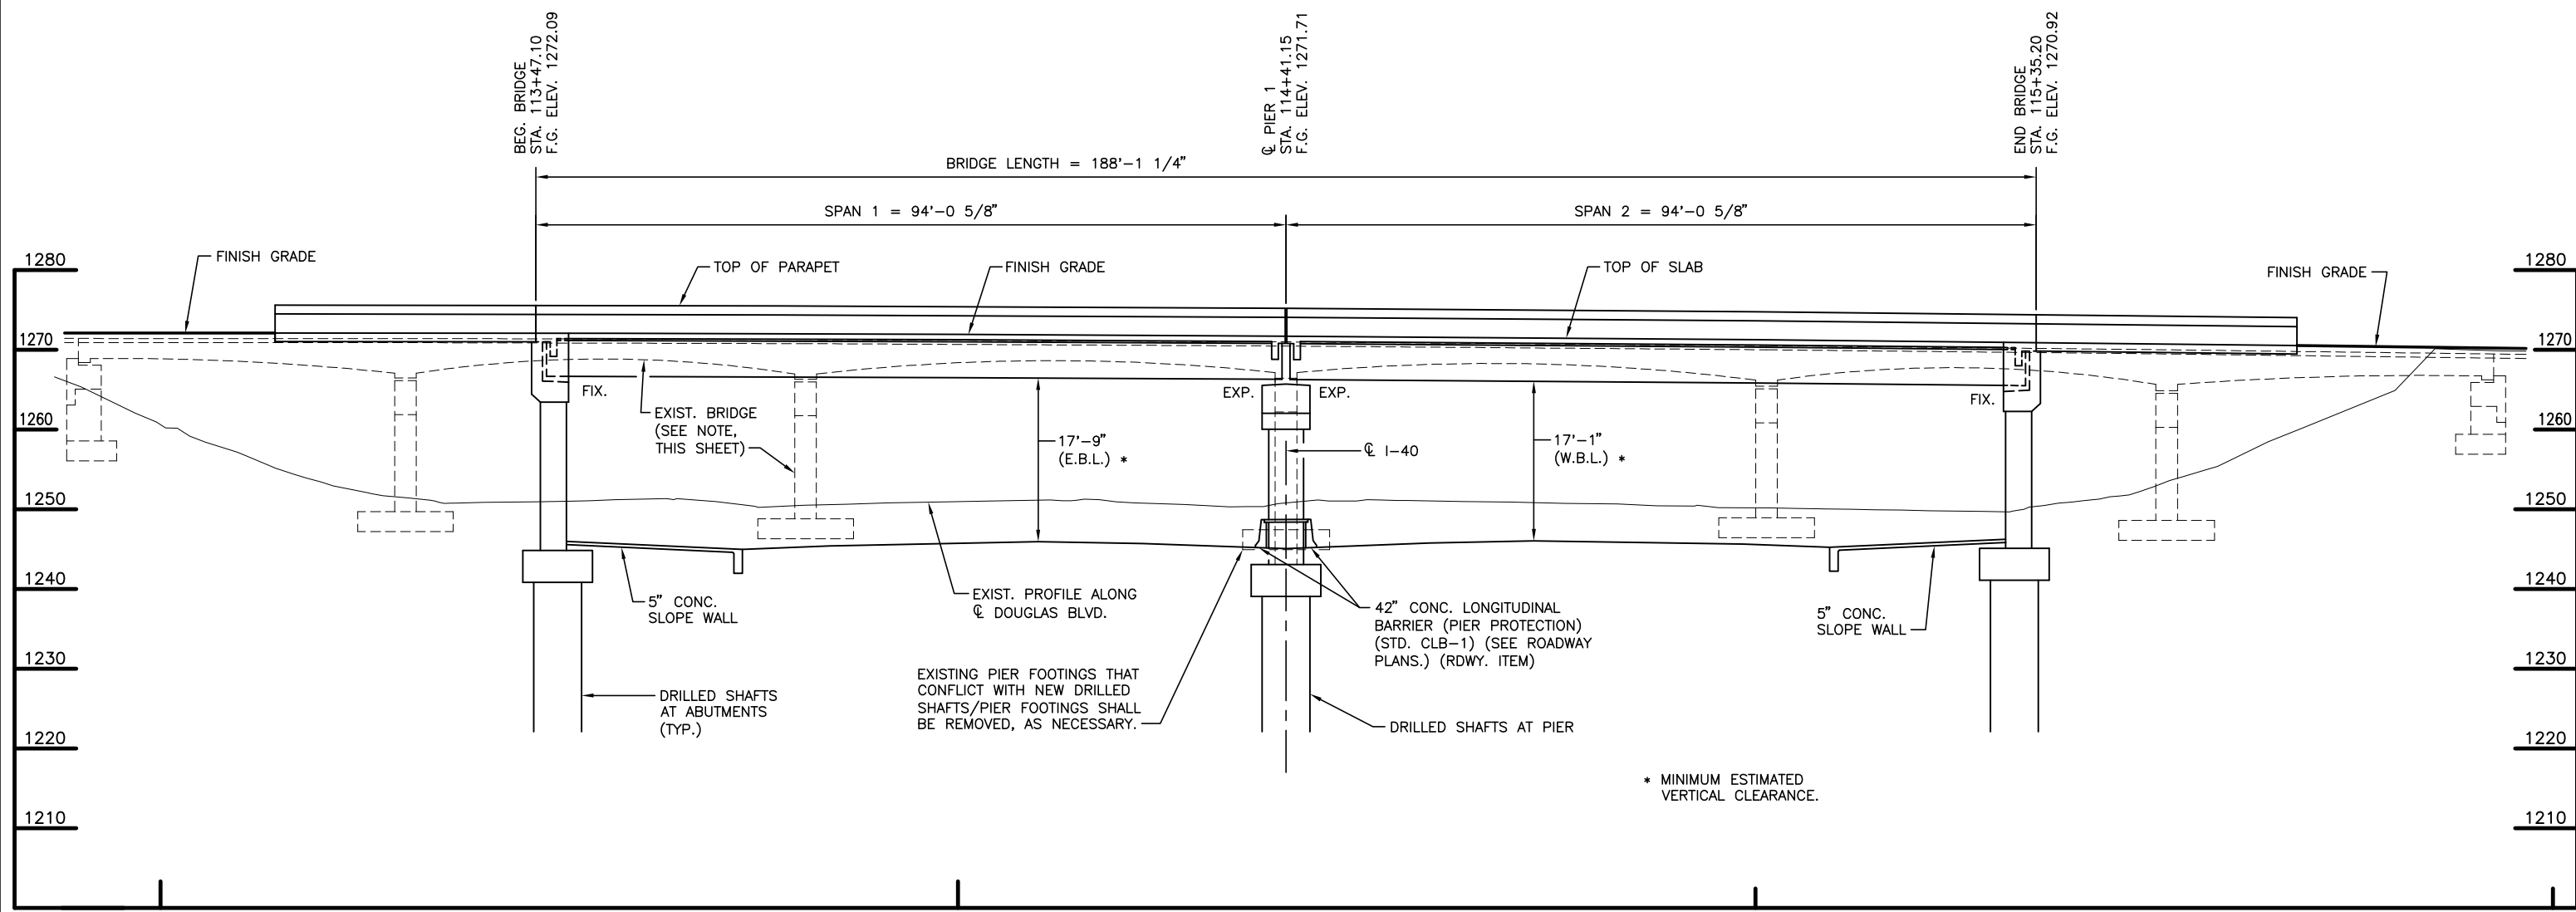 BEG. BRIDGE
STA. 113+47.10
F.G. ELEV. 1272.09
℄ PIER 1
STA. 114+41.15
F.G. ELEV. 1271.71
END BRIDGE
STA. 115+35.20
F.G. ELEV. 1270.92
BRIDGE LENGTH = 188'-1 1/4"
SPAN 1 = 94'-0 5/8"
SPAN 2 = 94'-0 5/8"
FINISH GRADE
TOP OF PARAPET
FINISH GRADE
TOP OF SLAB
FINISH GRADE
1280
1270
1260
1250
1240
1230
1220
1210
1280
1270
1260
1250
1240
1230
1220
1210
FIX.
EXP.
EXP.
FIX.
EXIST. BRIDGE
(SEE NOTE,
THIS SHEET)
17'-9"
(E.B.L.) *
℄ I-40
17'-1"
(W.B.L.) *
5" CONC.
SLOPE WALL
EXIST. PROFILE ALONG
℄ DOUGLAS BLVD.
42" CONC. LONGITUDINAL
BARRIER (PIER PROTECTION)
(STD. CLB-1) (SEE ROADWAY
PLANS.) (RDWY. ITEM)
5" CONC.
SLOPE WALL
DRILLED SHAFTS
AT ABUTMENTS
(TYP.)
EXISTING PIER FOOTINGS THAT
CONFLICT WITH NEW DRILLED
SHAFTS/PIER FOOTINGS SHALL
BE REMOVED, AS NECESSARY.
DRILLED SHAFTS AT PIER
* MINIMUM ESTIMATED
VERTICAL CLEARANCE.